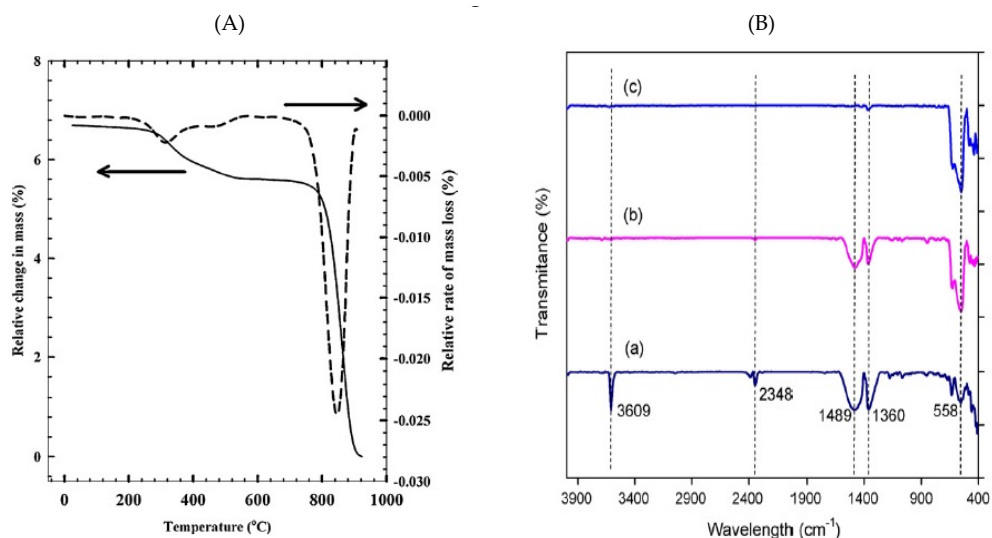 (A)
8
6
4
2
0
Relative change in mass (%)
0 200 400 600 800 1000
Temperature (°C)
0.000
-0.005
-0.010
-0.015
-0.020
-0.025
-0.030
Relative rate of mass loss (%)
(B)
Transmitance (%)
(c)
(b)
(a)
3609
2348
1489
1360
558
3900 3400 2900 2400 1900 1400 900 400
Wavelength (cm⁻¹)